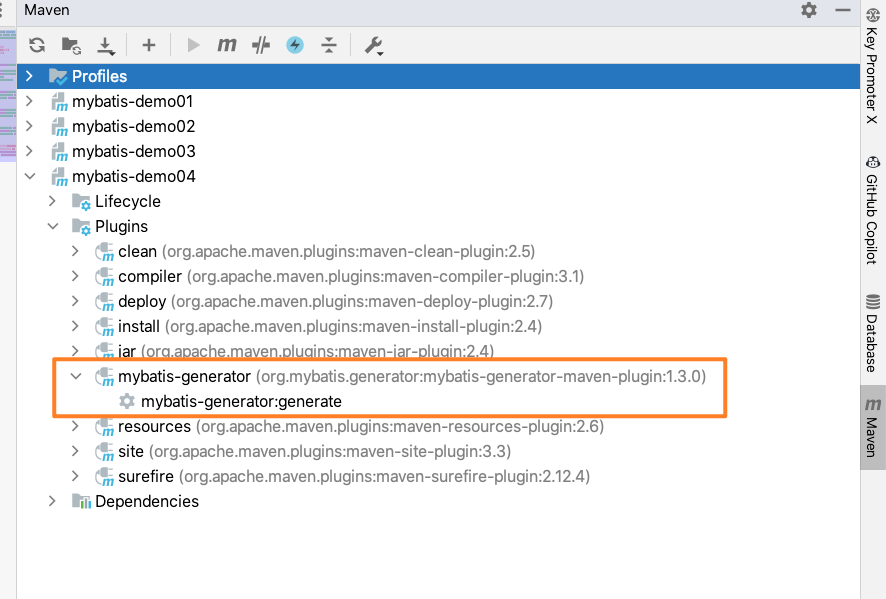 Maven
Profiles
mybatis-demo01
mybatis-demo02
mybatis-demo03
mybatis-demo04
Lifecycle
Plugins
clean (org.apache.maven.plugins:maven-clean-plugin:2.5)
compiler (org.apache.maven.plugins:maven-compiler-plugin:3.1)
deploy (org.apache.maven.plugins:maven-deploy-plugin:2.7)
install (org.apache.maven.plugins:maven-install-plugin:2.4)
jar (org.apache.maven.plugins:maven-jar-plugin:2.4)
mybatis-generator (org.mybatis.generator:mybatis-generator-maven-plugin:1.3.0)
mybatis-generator:generate
resources (org.apache.maven.plugins:maven-resources-plugin:2.6)
site (org.apache.maven.plugins:maven-site-plugin:3.3)
surefire (org.apache.maven.plugins:maven-surefire-plugin:2.12.4)
Dependencies
Key Promoter X
GitHub Copilot
Database
Maven